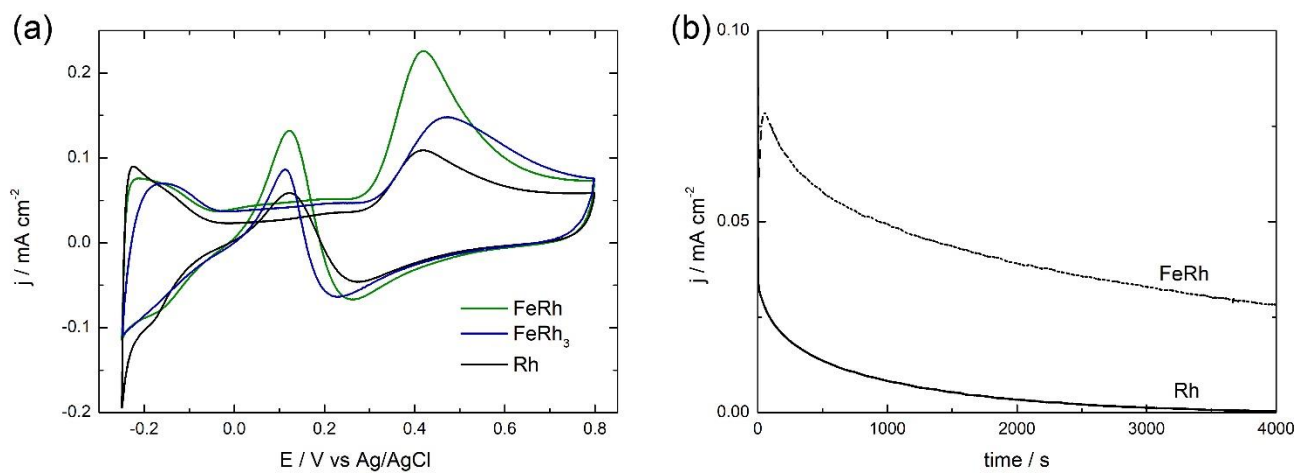 (a)
j / mA cm⁻²
0.2
0.1
0.0
-0.1
-0.2
-0.2
0.0
0.2
0.4
0.6
0.8
E / V vs Ag/AgCl
FeRh
FeRh₃
Rh
(b)
j / mA cm⁻²
0.10
0.05
0.00
0
1000
2000
3000
4000
time / s
FeRh
Rh